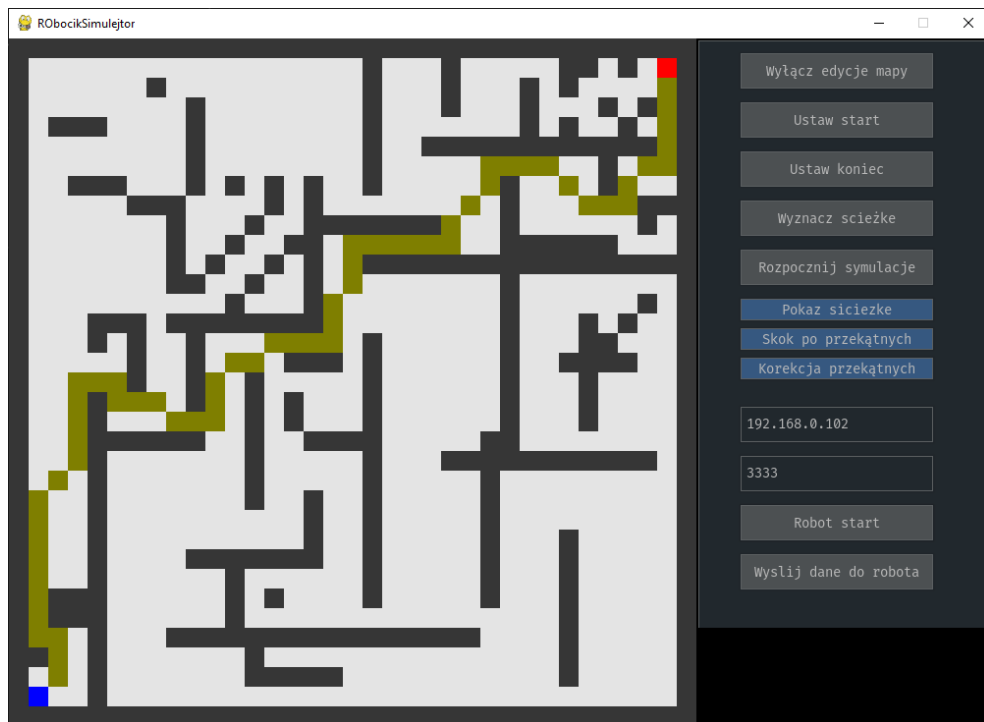 RObocikSimulejtor
Wyłącz edycje mapy
Ustaw start
Ustaw koniec
Wyznacz scieżke
Rozpocznij symulacje
Pokaz siciezke
Skok po przekątnych
Korekcja przekątnych
192.168.0.102
3333
Robot start
Wyslij dane do robota